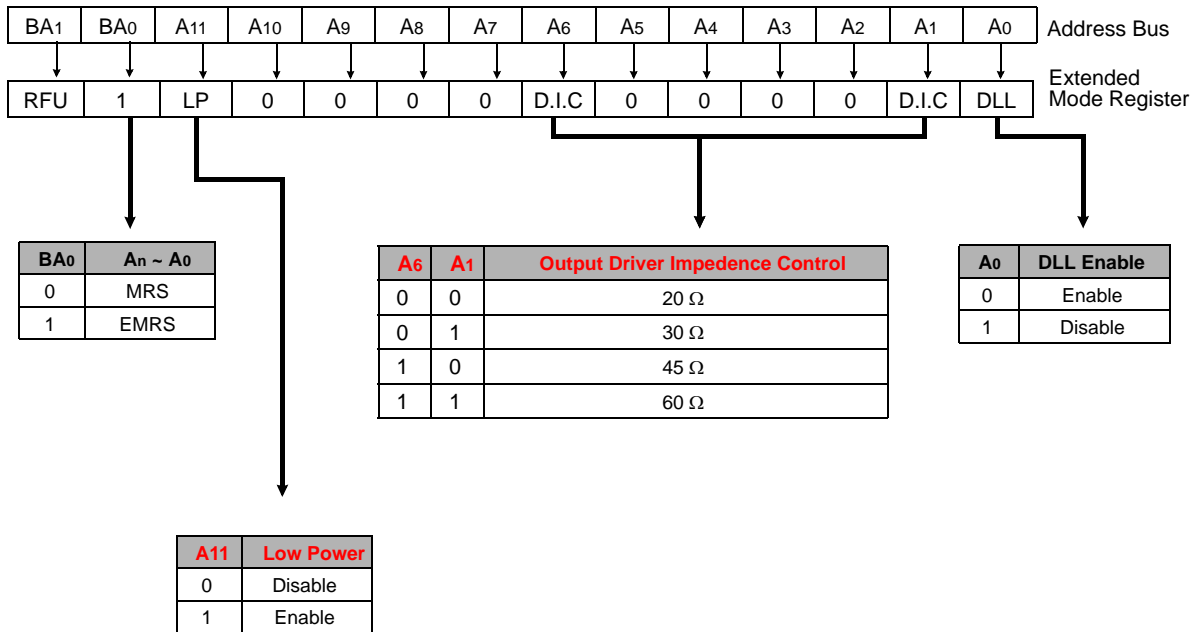 BA1 BA0 A11 A10 A9 A8 A7 A6 A5 A4 A3 A2 A1 A0 Address Bus
RFU 1 LP 0 0 0 0 D.I.C 0 0 0 0 D.I.C DLL Extended
Mode Register
BA0 An ~ A0
0 MRS
1 EMRS
A6 A1 Output Driver Impedence Control
0 0 20 Ω
0 1 30 Ω
1 0 45 Ω
1 1 60 Ω
A0 DLL Enable
0 Enable
1 Disable
A11 Low Power
0 Disable
1 Enable